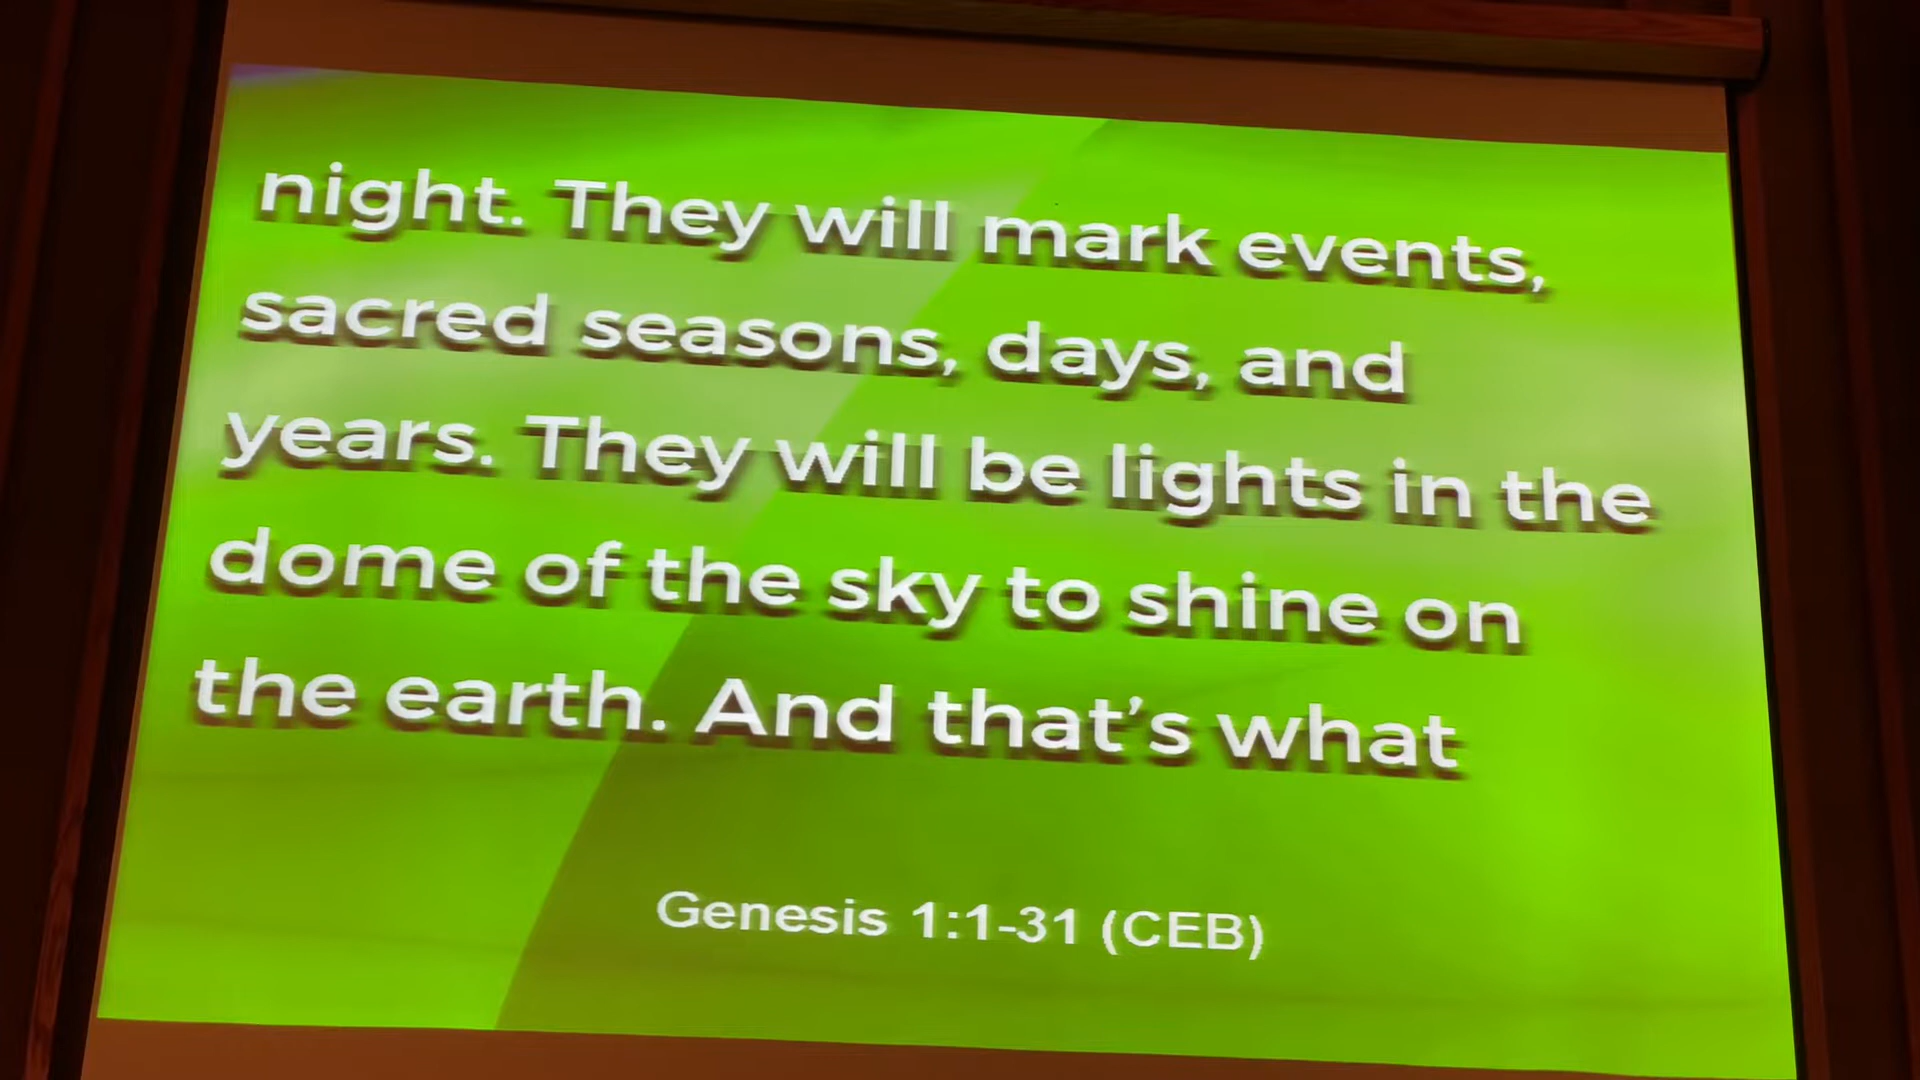 night. They will mark events,
sacred seasons, days, and
years. They will be lights in the
dome of the sky to shine on
the earth. And that’s what
Genesis 1:1-31 (CEB)